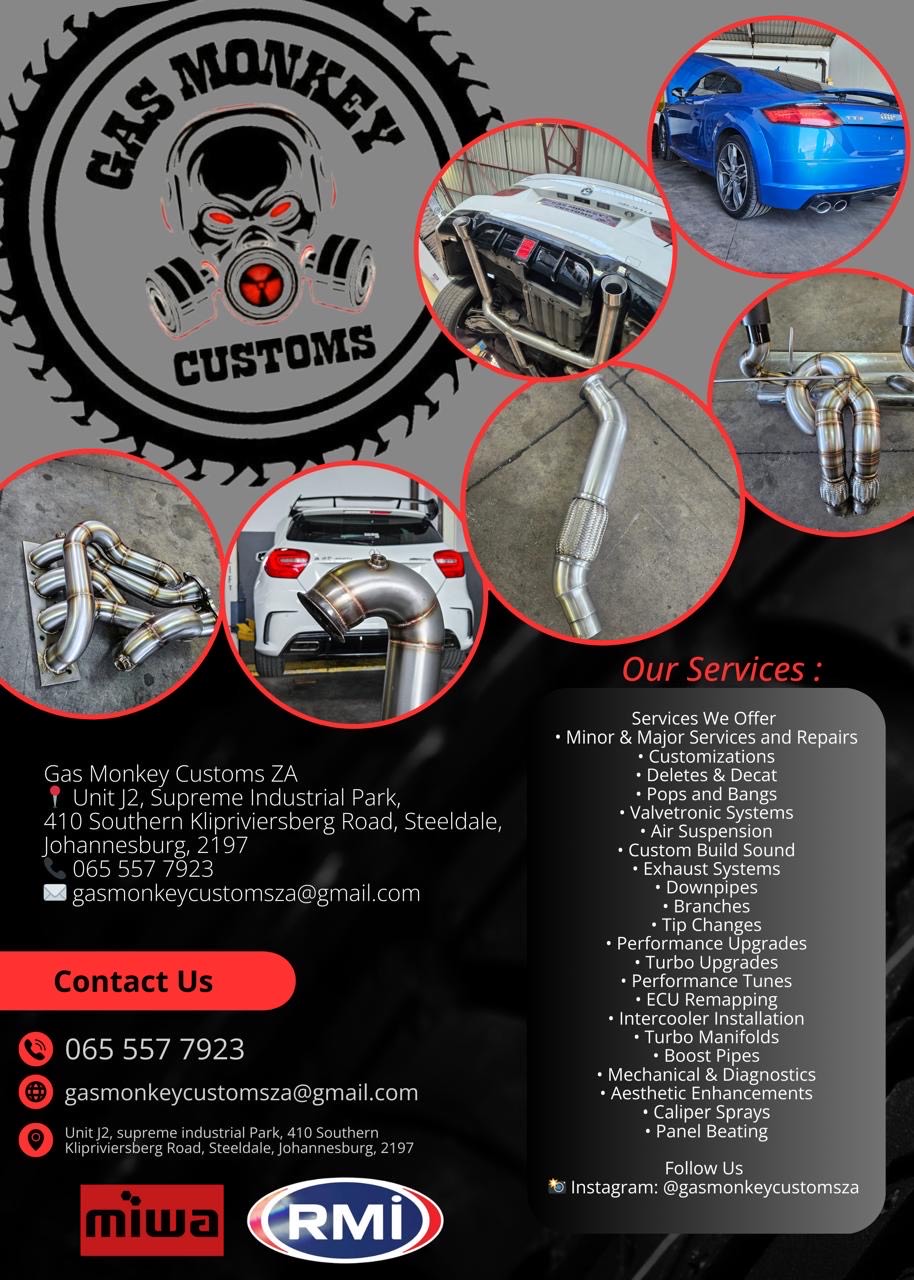 GAS MONKEY
CUSTOMS
GAS MONKEY
CUSTOMS
Our Services :
Services We Offer
• Minor & Major Services and Repairs
• Customizations
• Deletes & Decat
• Pops and Bangs
• Valvetronic Systems
• Air Suspension
• Custom Build Sound
• Exhaust Systems
• Downpipes
• Branches
• Tip Changes
• Performance Upgrades
• Turbo Upgrades
• Performance Tunes
• ECU Remapping
• Intercooler Installation
• Turbo Manifolds
• Boost Pipes
• Mechanical & Diagnostics
• Aesthetic Enhancements
• Caliper Sprays
• Panel Beating
Follow Us
📸 Instagram: @gasmonkeycustomsza
Gas Monkey Customs ZA
📍 Unit J2, Supreme Industrial Park,
410 Southern Klipriviersberg Road, Steeldale,
Johannesburg, 2197
📞 065 557 7923
✉️ gasmonkeycustomsza@gmail.com
Contact Us
065 557 7923
gasmonkeycustomsza@gmail.com
Unit J2, supreme industrial Park, 410 Southern
Klipriviersberg Road, Steeldale, Johannesburg, 2197
miwa
RMi